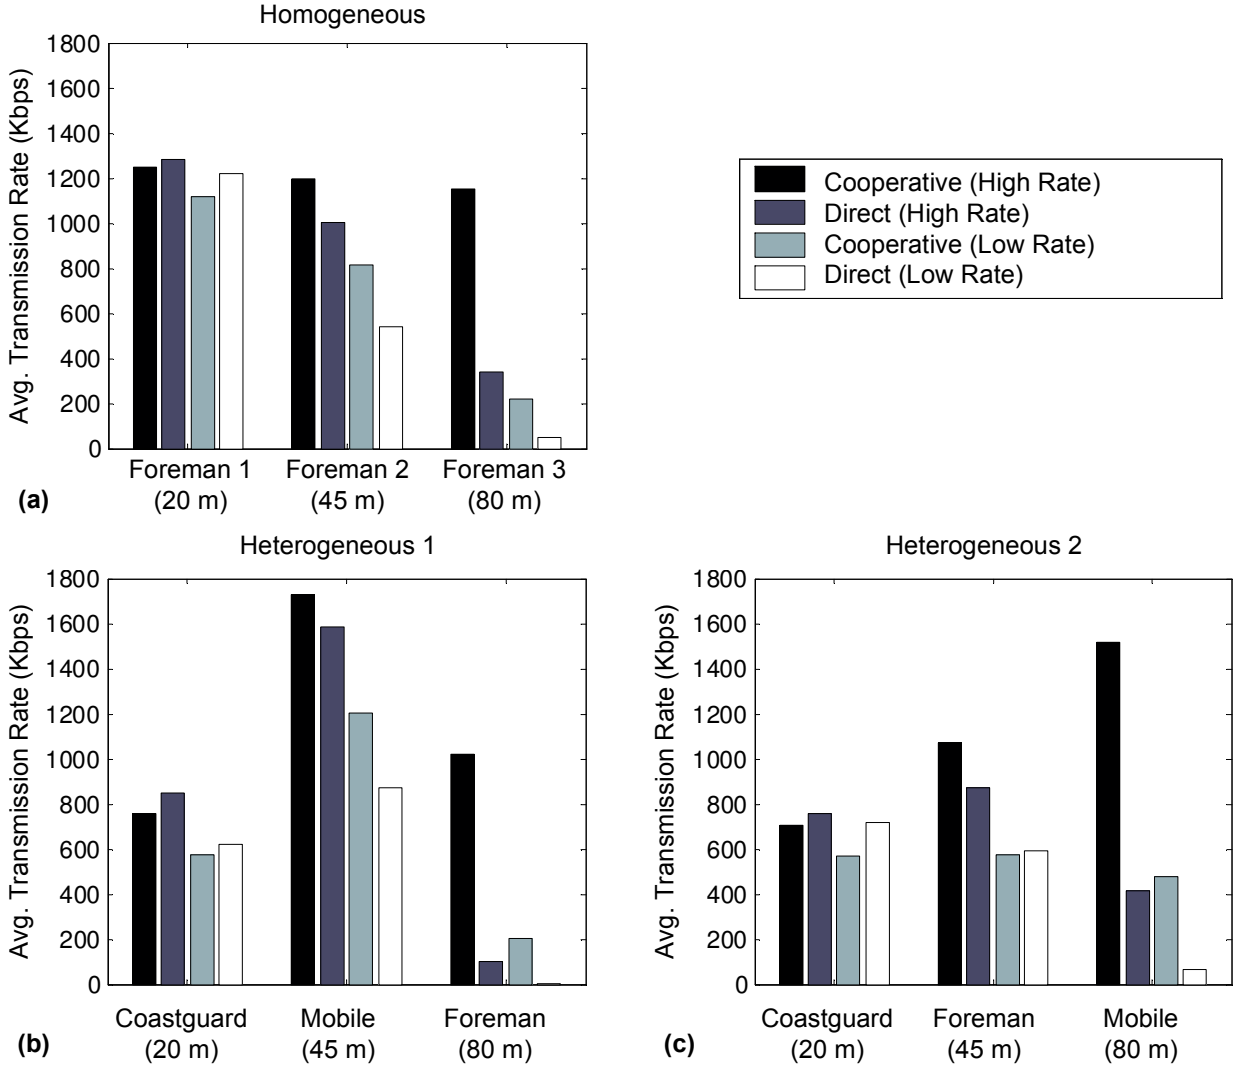 Homogeneous
Avg. Transmission Rate (Kbps)
1800
1600
1400
1200
1000
800
600
400
200
0
Foreman 1 Foreman 2 Foreman 3
(20 m) (45 m) (80 m)
(a)
Cooperative (High Rate)
Direct (High Rate)
Cooperative (Low Rate)
Direct (Low Rate)
Heterogeneous 1
Avg. Transmission Rate (Kbps)
1800
1600
1400
1200
1000
800
600
400
200
0
Coastguard Mobile Foreman
(20 m) (45 m) (80 m)
(b)
Heterogeneous 2
Avg. Transmission Rate (Kbps)
1800
1600
1400
1200
1000
800
600
400
200
0
Coastguard Foreman Mobile
(20 m) (45 m) (80 m)
(c)